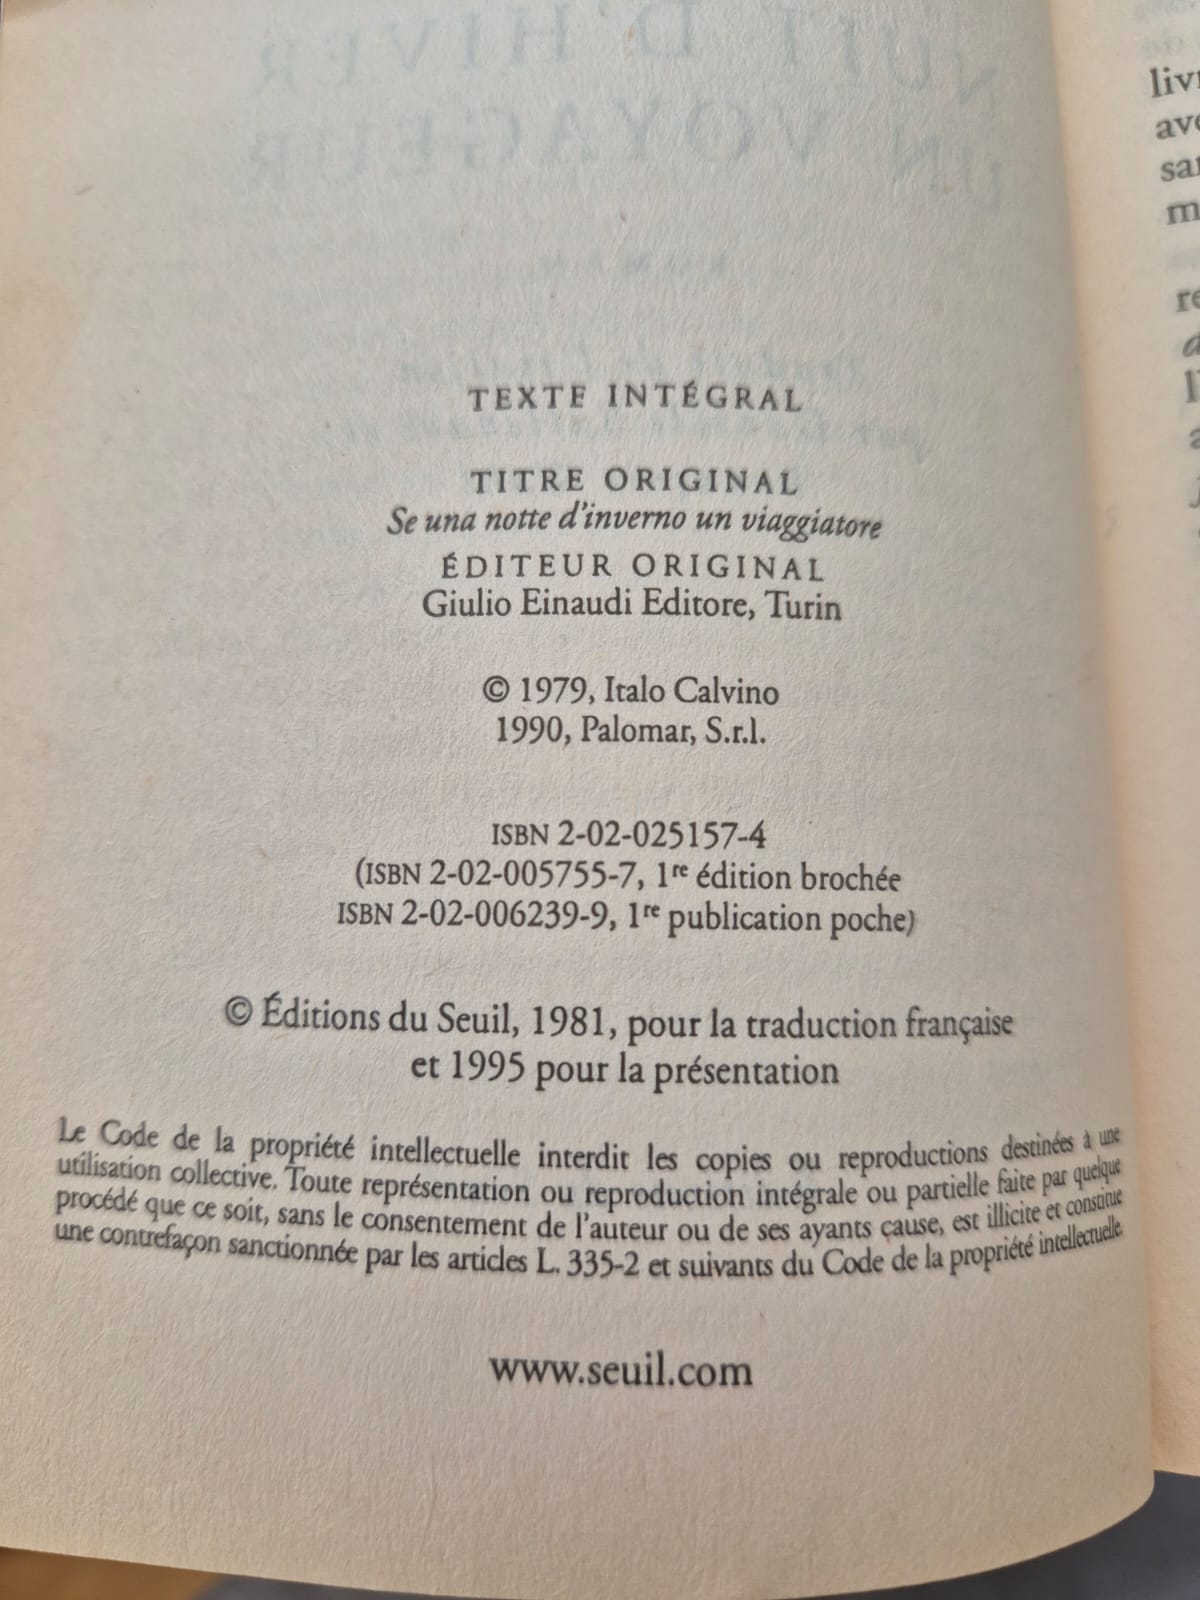 TEXTE INTÉGRAL
TITRE ORIGINAL
Se una notte d'inverno un viaggiatore
ÉDITEUR ORIGINAL
Giulio Einaudi Editore, Turin
© 1979, Italo Calvino
1990, Palomar, S.r.l.
ISBN 2-02-025157-4
(ISBN 2-02-005755-7, 1re édition brochée
ISBN 2-02-006239-9, 1re publication poche)
© Éditions du Seuil, 1981, pour la traduction française
et 1995 pour la présentation
Le Code de la propriété intellectuelle interdit les copies ou reproductions destinées à une
utilisation collective. Toute représentation ou reproduction intégrale ou partielle faite par quelque
procédé que ce soit, sans le consentement de l'auteur ou de ses ayants cause, est illicite et constitue
une contrefaçon sanctionnée par les articles L. 335-2 et suivants du Code de la propriété intellectuelle.
www.seuil.com